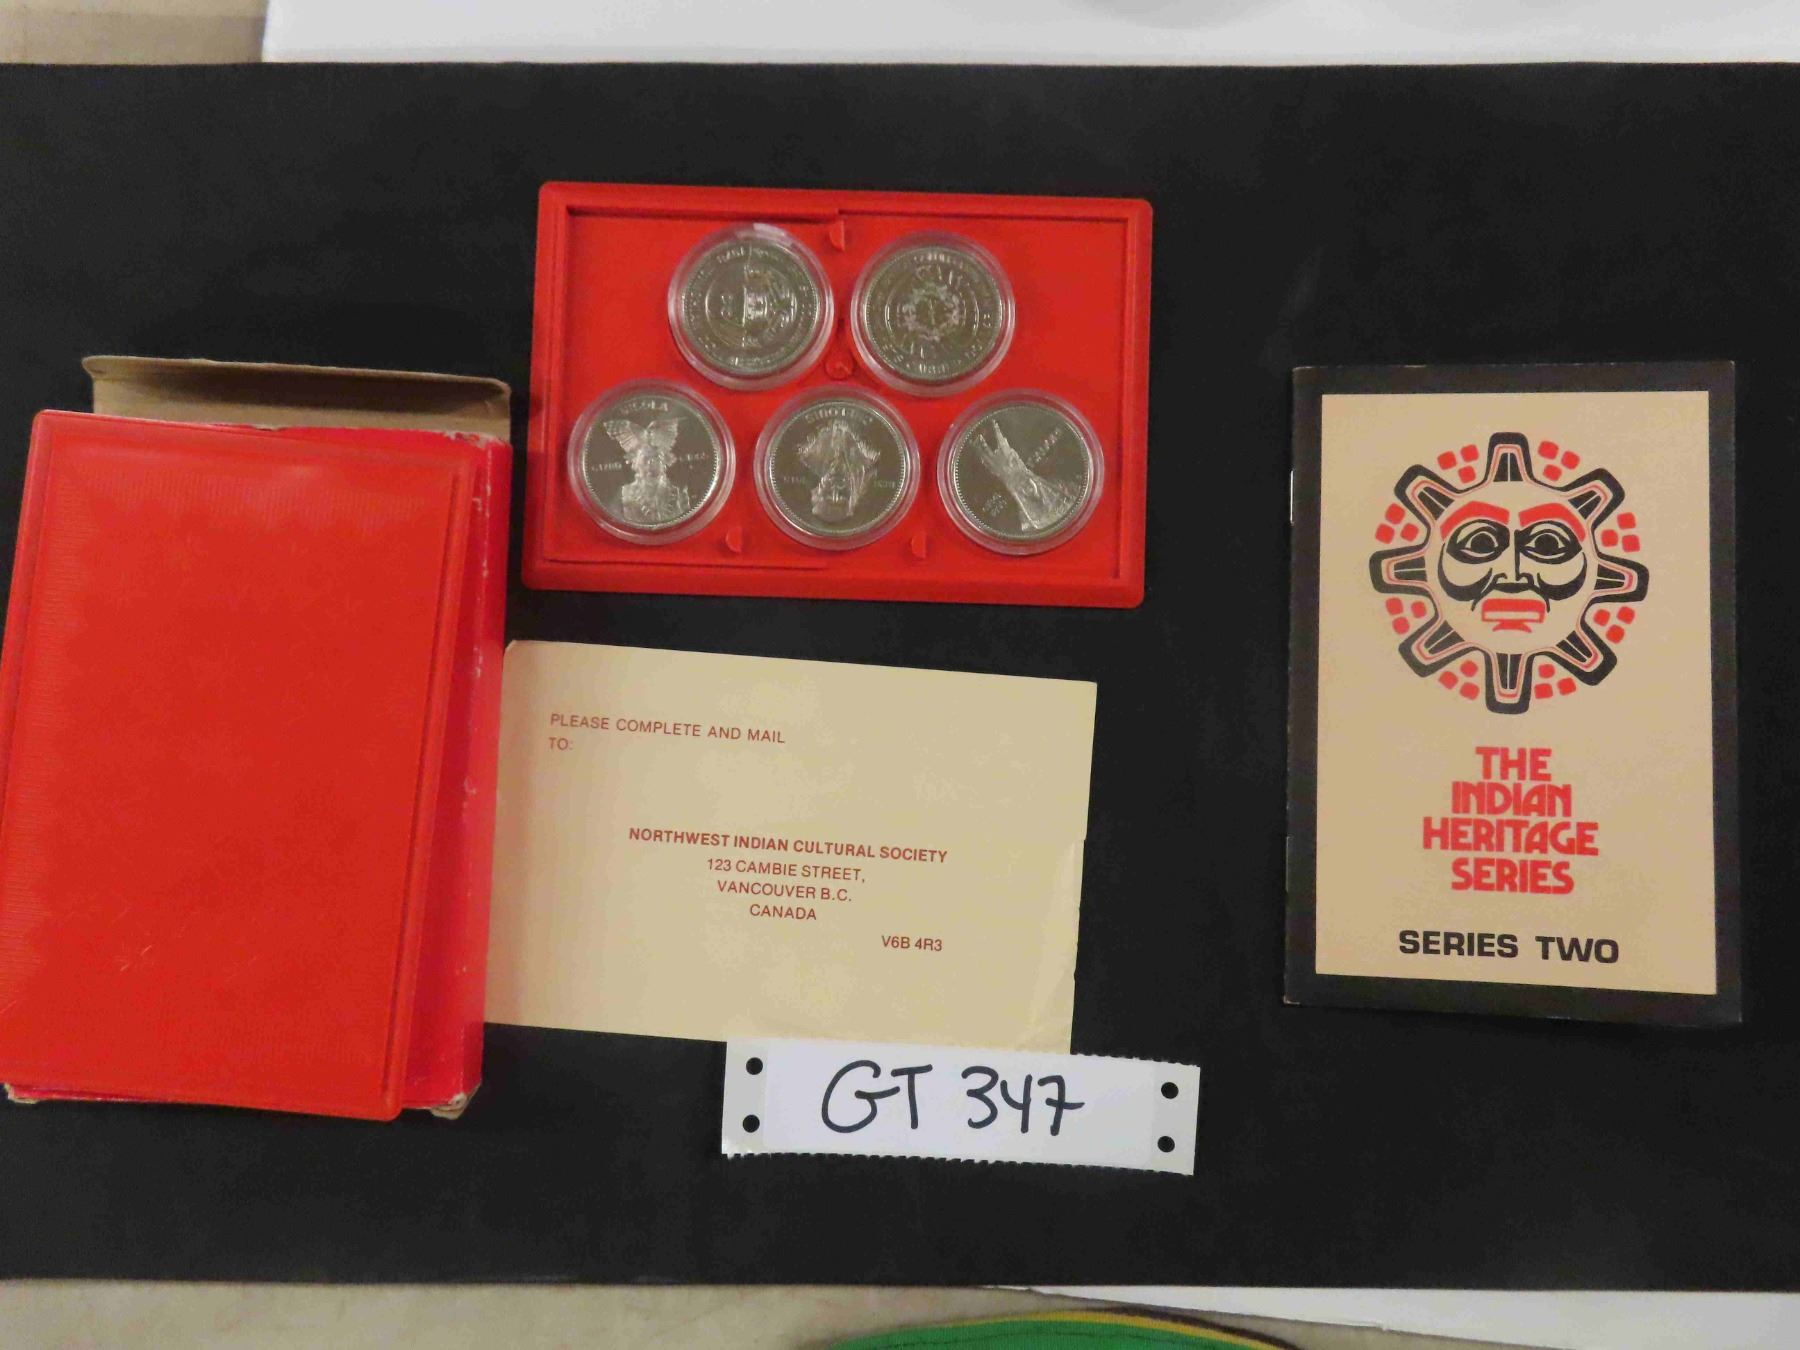 NICOLA
PLEASE COMPLETE AND MAIL
TO:
NORTHWEST INDIAN CULTURAL SOCIETY
123 CAMBIE STREET,
VANCOUVER B.C.
CANADA
V6B 4R3
GT 347
THE
INDIAN
HERITAGE
SERIES
SERIES TWO